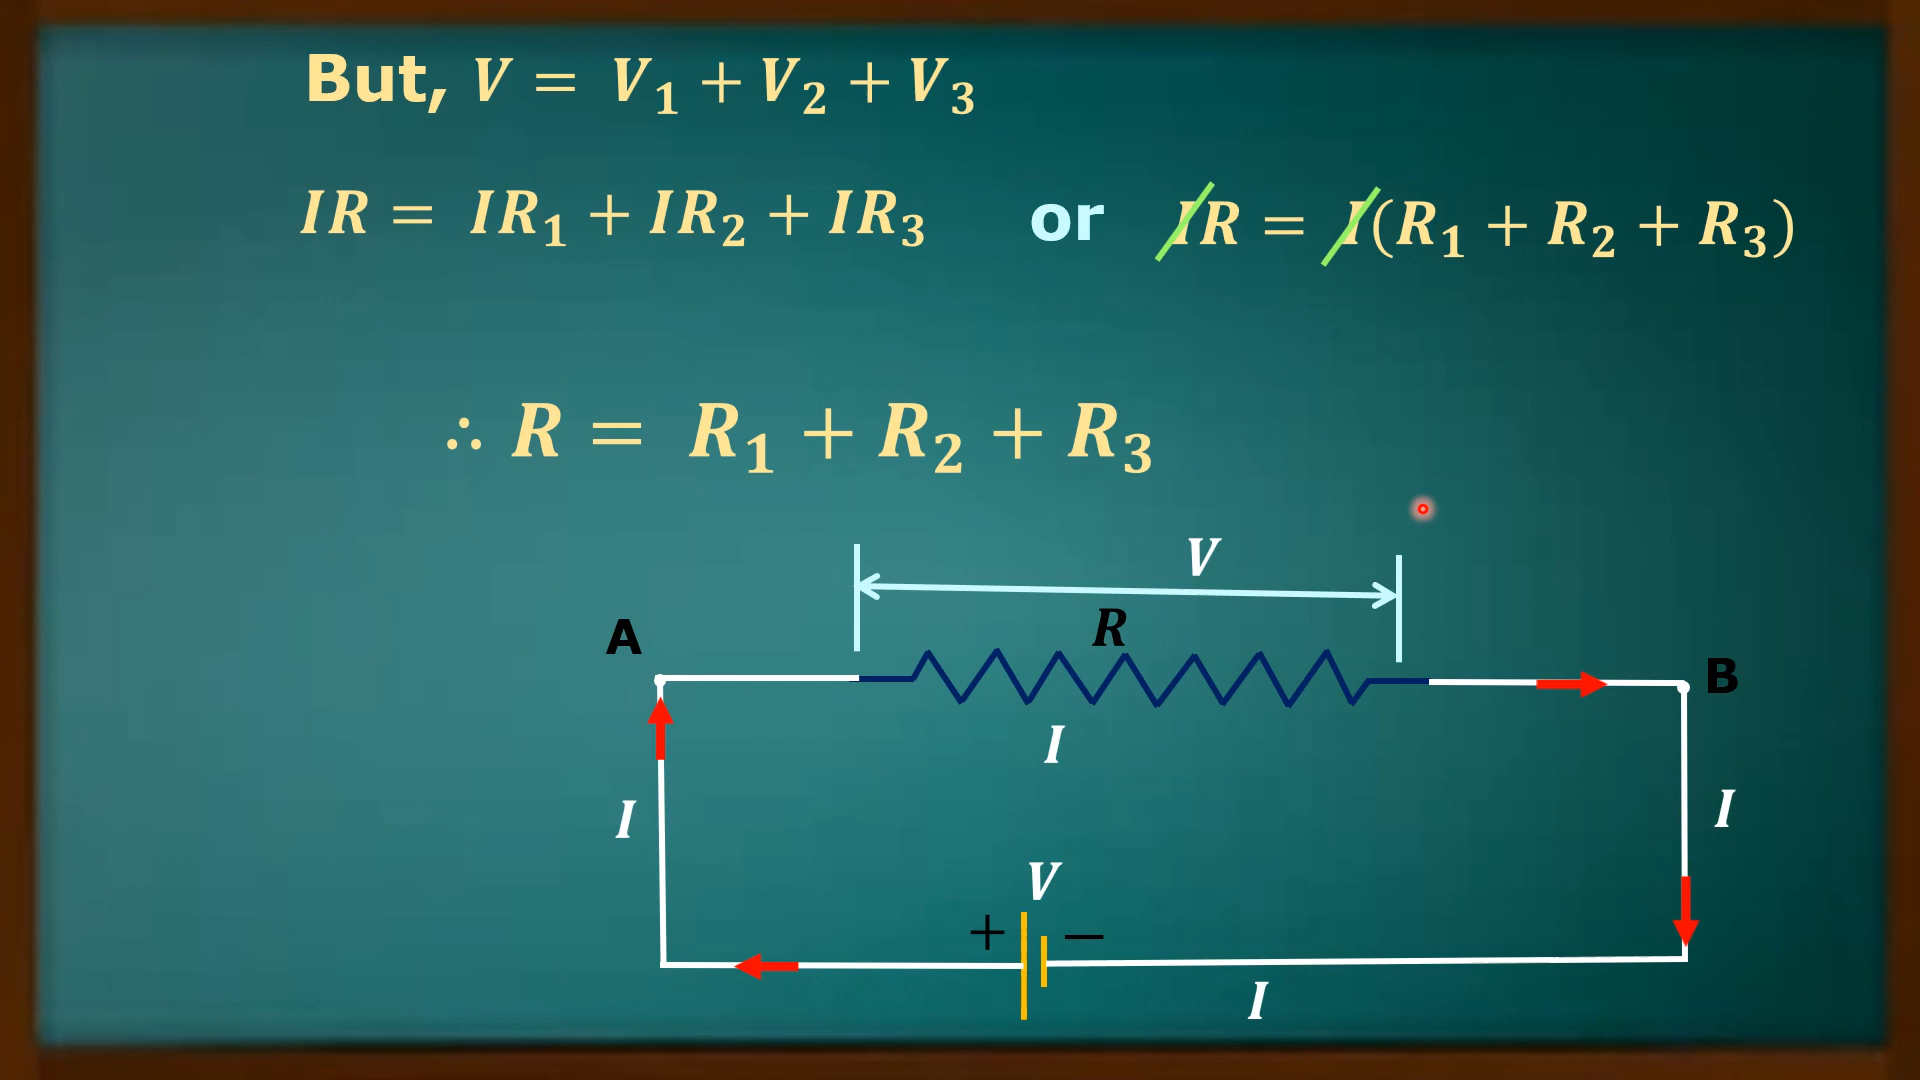 But, V = V₁ + V₂ + V₃
IR = IR₁ + IR₂ + IR₃ or IR = I(R₁ + R₂ + R₃)
∴ R = R₁ + R₂ + R₃
V
R
A
B
I
I
I
V
+ −
I